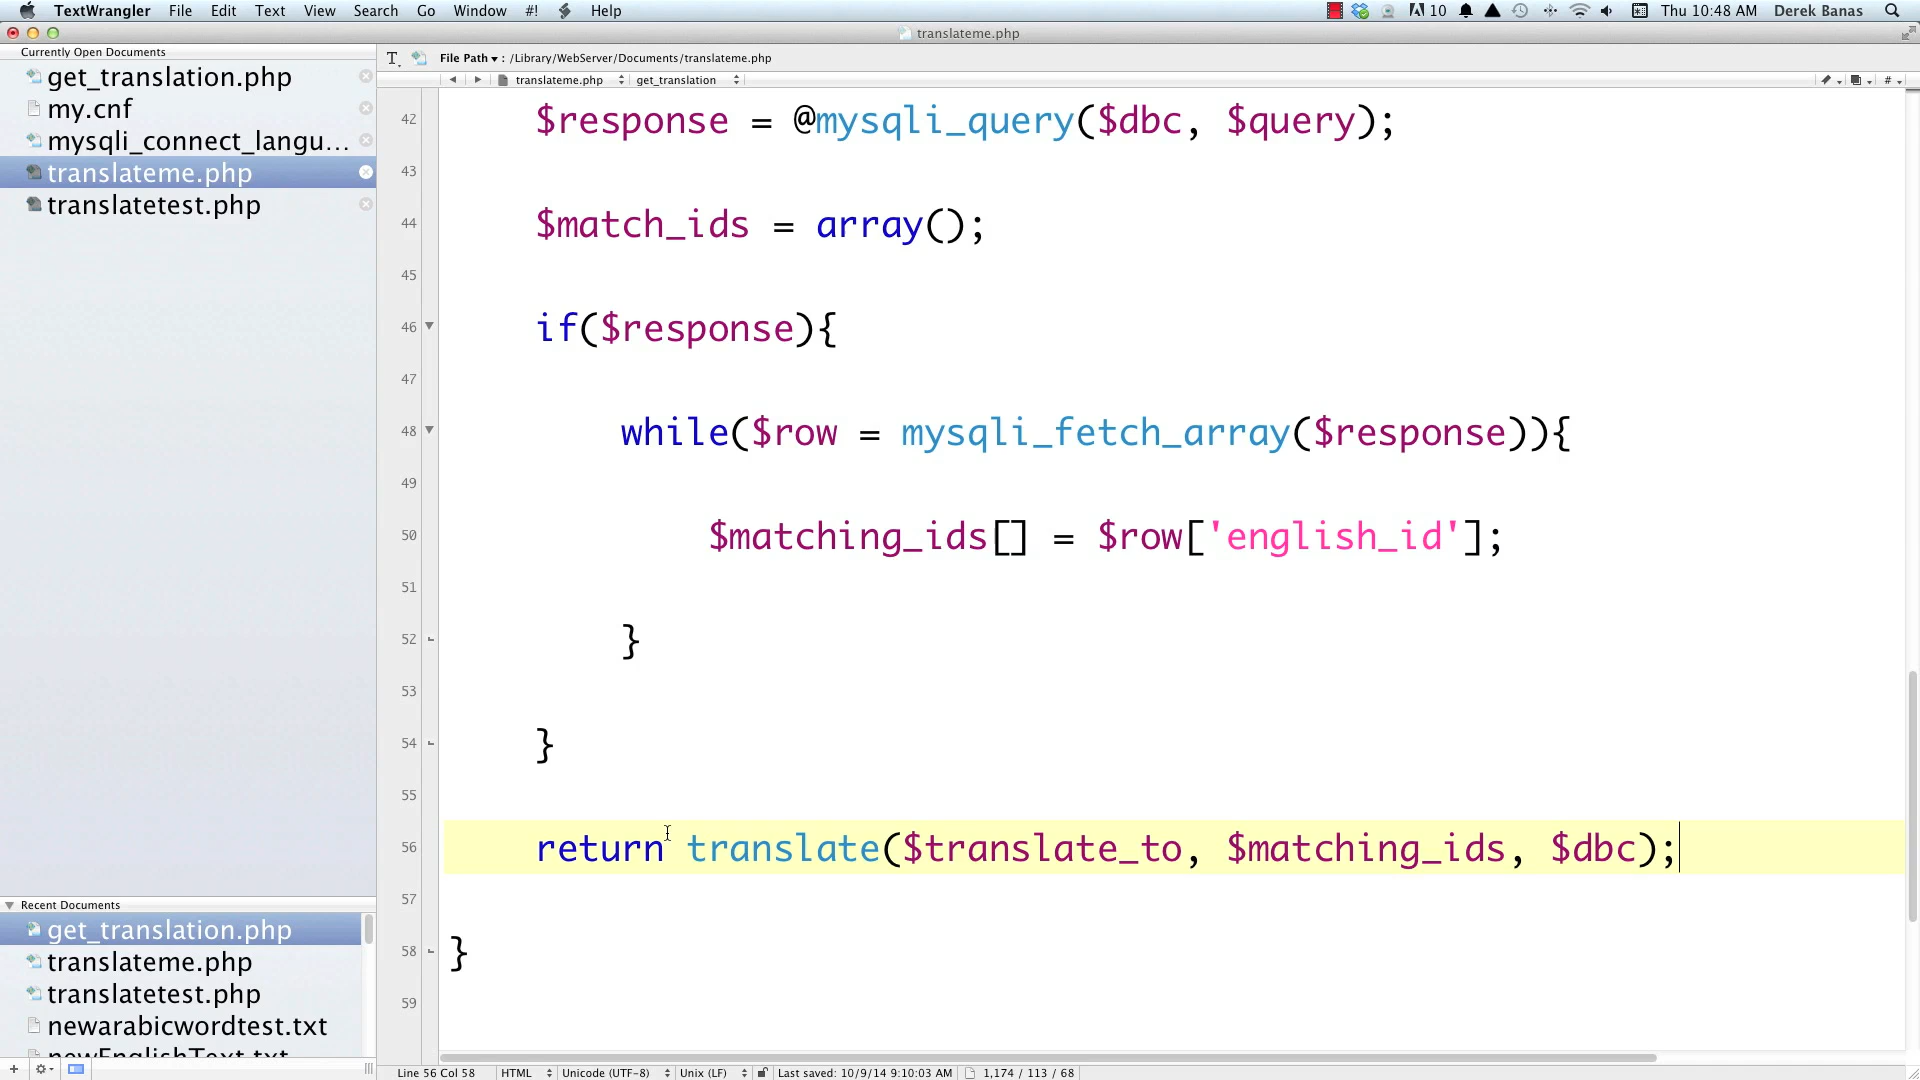 TextWrangler File Edit Text View Search Go Window #! Help 10 Thu 10:48 AM Derek Banas
translateme.php
Currently Open Documents
get_translation.php
my.cnf
mysqli_connect_langu...
translateme.php
translatetest.php
Recent Documents
get_translation.php
translateme.php
translatetest.php
newarabicwordtest.txt
newEnglishText.txt
File Path : /Library/WebServer/Documents/translateme.php
translateme.php get_translation #
42 $response = @mysqli_query($dbc, $query);
43
44 $match_ids = array();
45
46 if($response){
47
48 while($row = mysqli_fetch_array($response)){
49
50 $matching_ids[] = $row['english_id'];
51
52 }
53
54 }
55
56 return translate($translate_to, $matching_ids, $dbc);
57
58 }
59
Line 56 Col 58 HTML Unicode (UTF-8) Unix (LF) Last saved: 10/9/14 9:10:03 AM 1,174 / 113 / 68